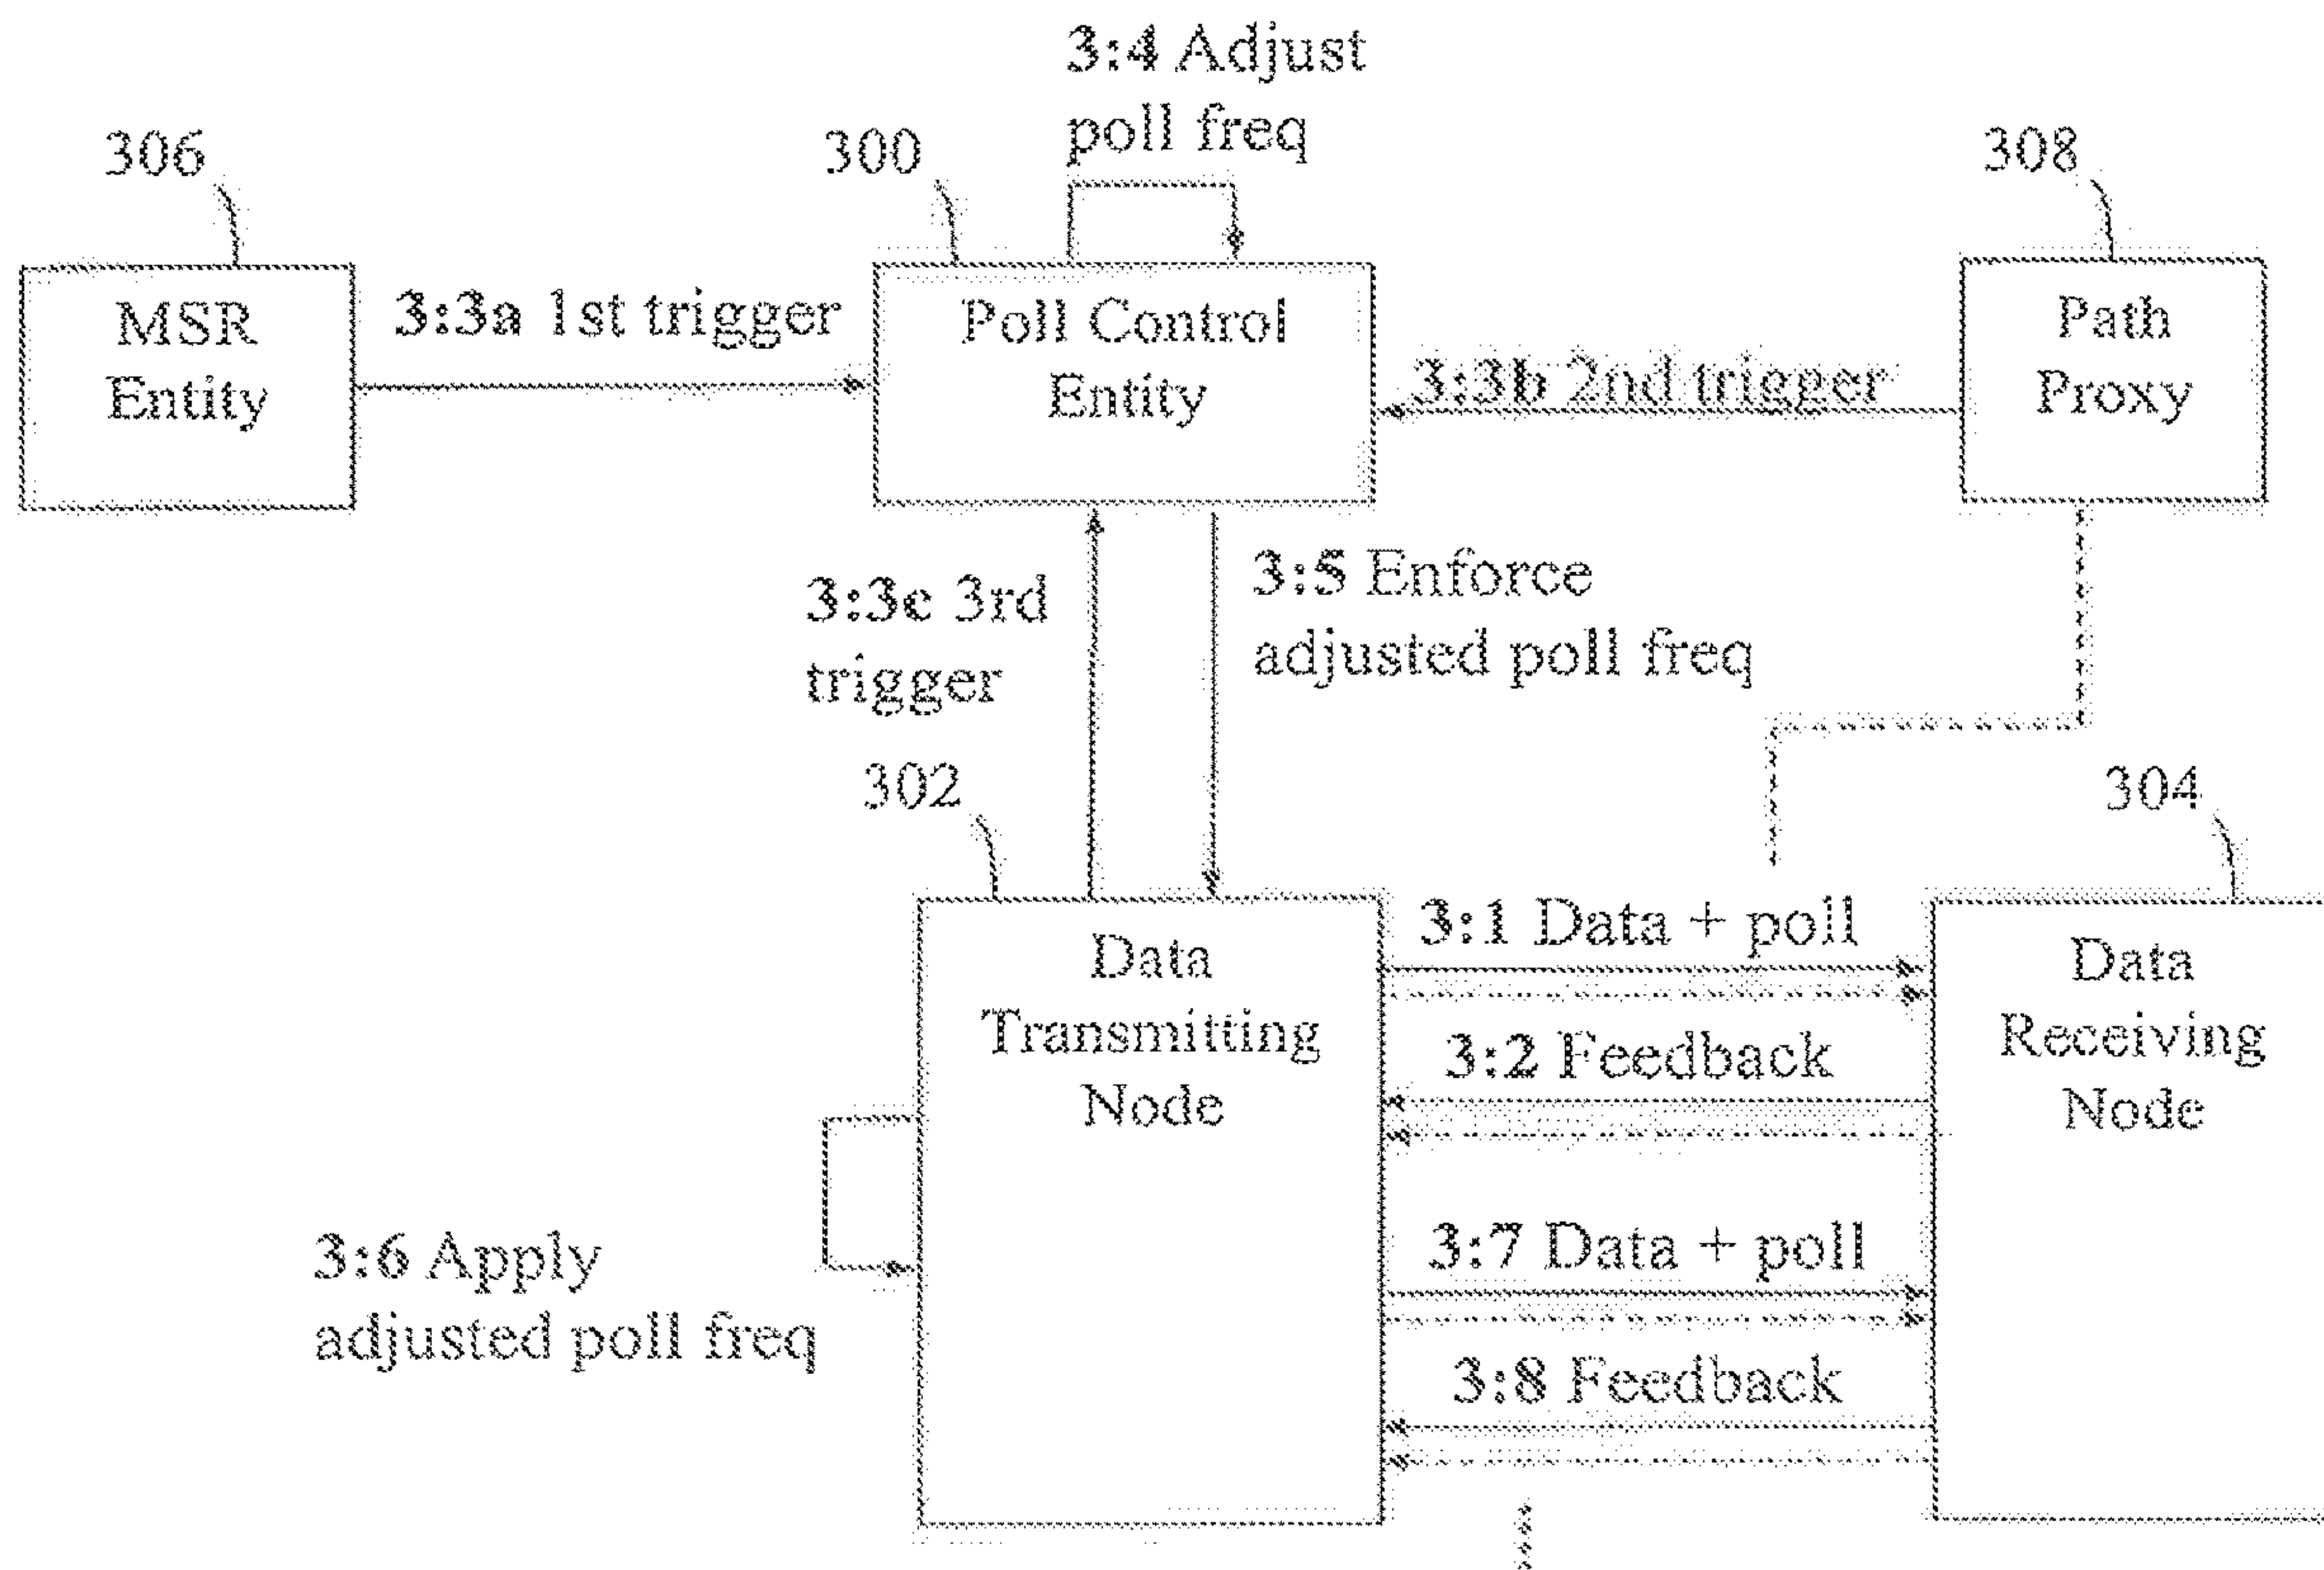 3:4 Adjust
poll freq
306
300
308
MSR
Entity
3:3a 1st trigger
Poll Control
Entity
3:3b 2nd trigger
Path
Proxy
3:3c 3rd
trigger
3:5 Enforce
adjusted poll freq
302
304
Data
Transmitting
Node
3:1 Data + poll
3:2 Feedback
Data
Receiving
Node
3:6 Apply
adjusted poll freq
3:7 Data + poll
3:8 Feedback